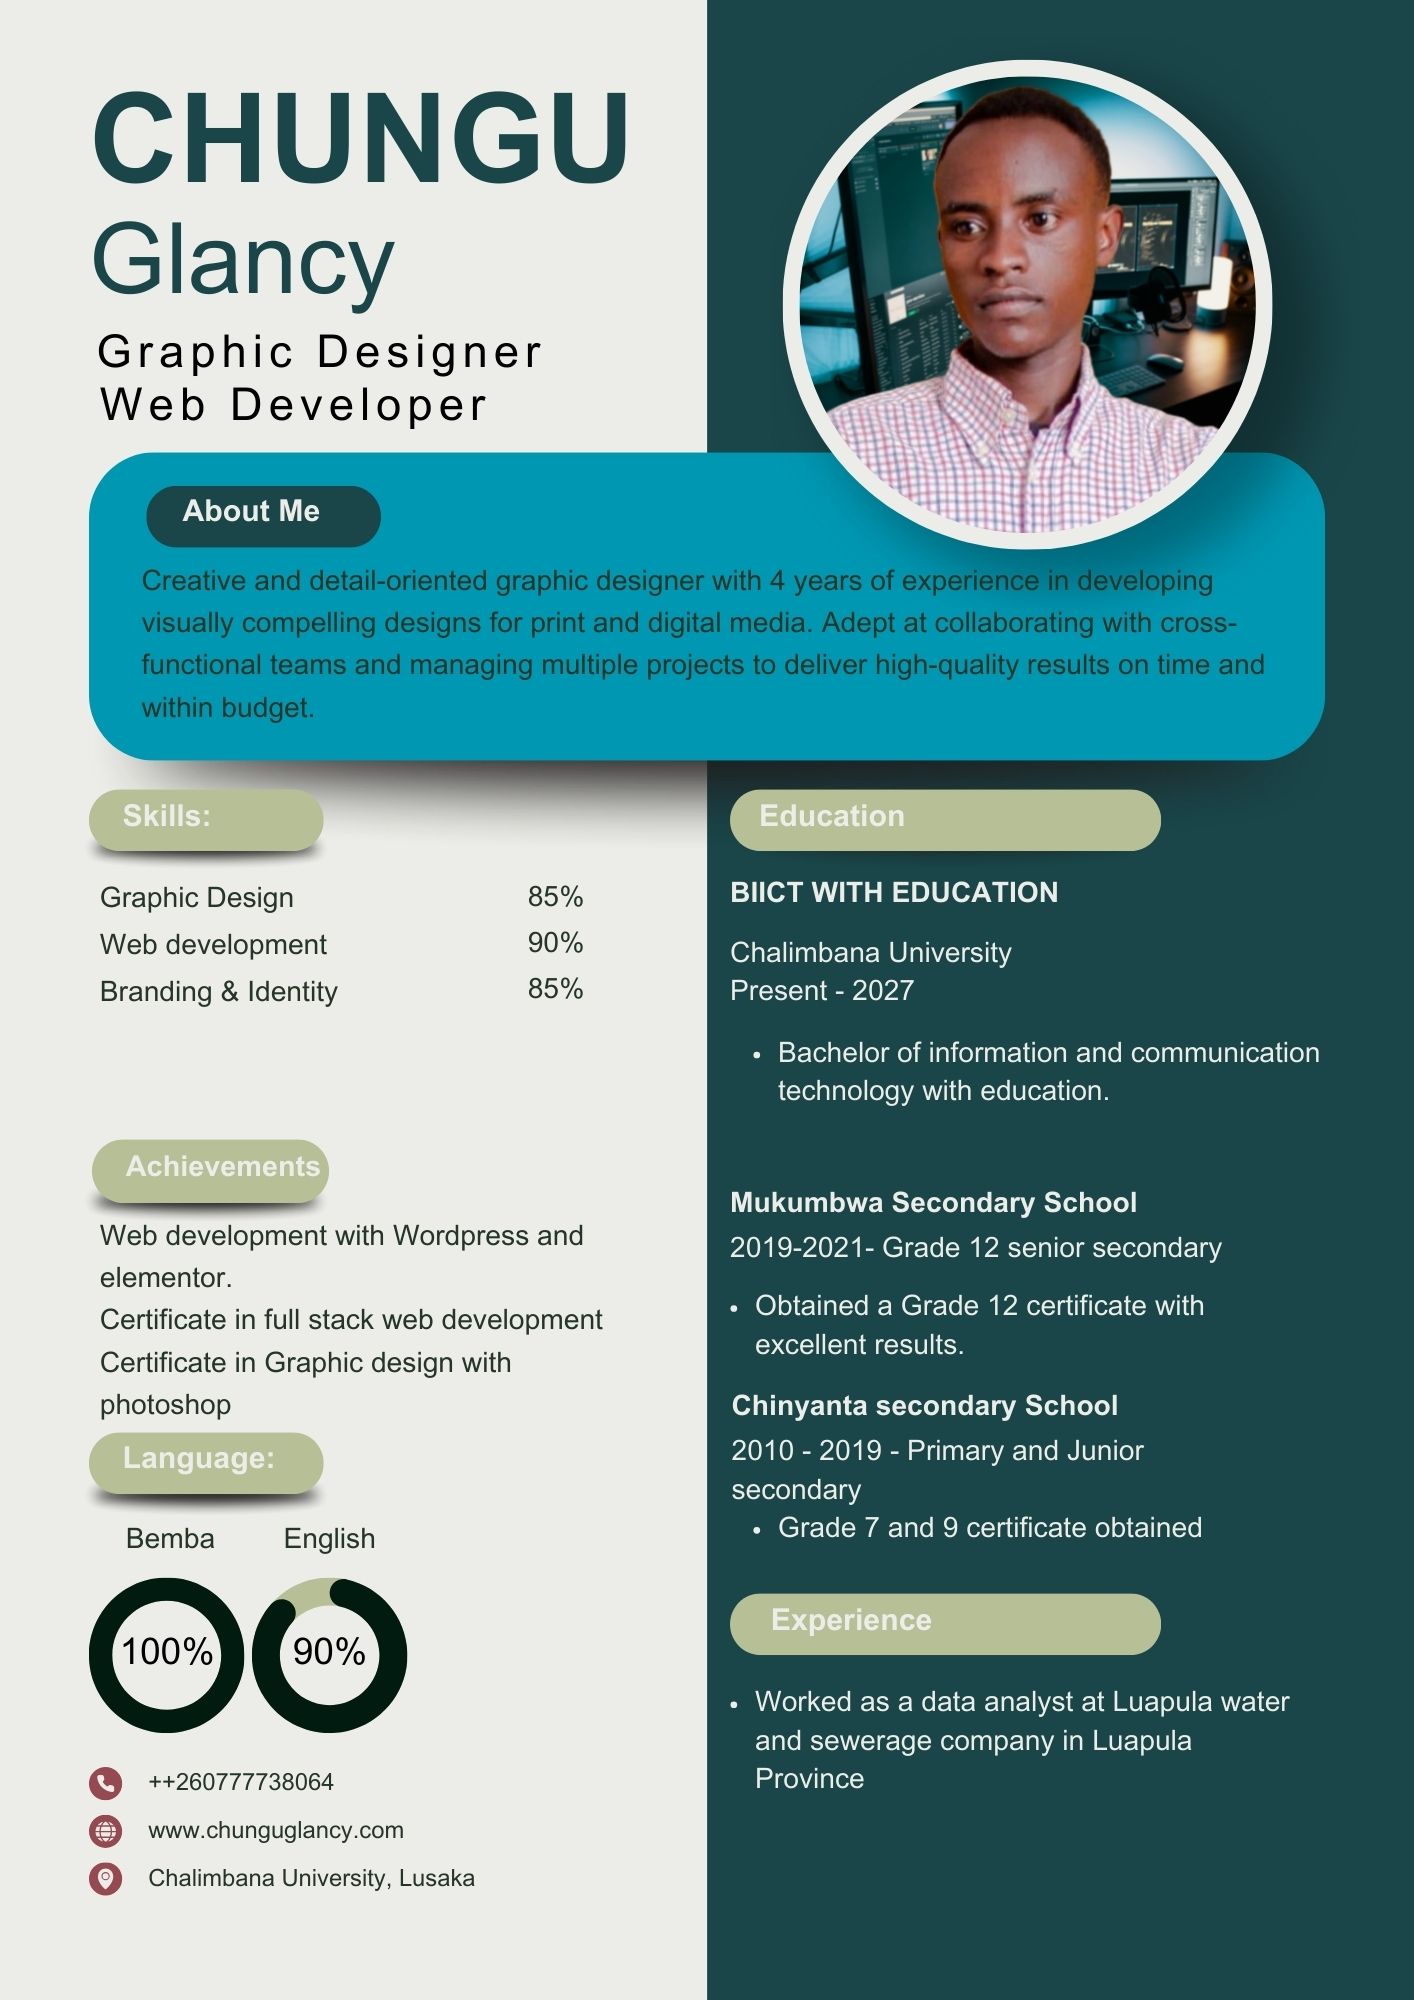 CHUNGU
Glancy
Graphic Designer
Web Developer
About Me
Creative and detail-oriented graphic designer with 4 years of experience in developing
visually compelling designs for print and digital media. Adept at collaborating with cross-
functional teams and managing multiple projects to deliver high-quality results on time and
within budget.
Skills:
Graphic Design 85%
Web development 90%
Branding & Identity 85%
Achievements
Web development with Wordpress and
elementor.
Certificate in full stack web development
Certificate in Graphic design with
photoshop
Language:
Bemba English
100% 90%
++260777738064
www.chunguglancy.com
Chalimbana University, Lusaka
Education
BIICT WITH EDUCATION
Chalimbana University
Present - 2027
• Bachelor of information and communication
technology with education.
Mukumbwa Secondary School
2019-2021- Grade 12 senior secondary
• Obtained a Grade 12 certificate with
excellent results.
Chinyanta secondary School
2010 - 2019 - Primary and Junior
secondary
• Grade 7 and 9 certificate obtained
Experience
• Worked as a data analyst at Luapula water
and sewerage company in Luapula
Province